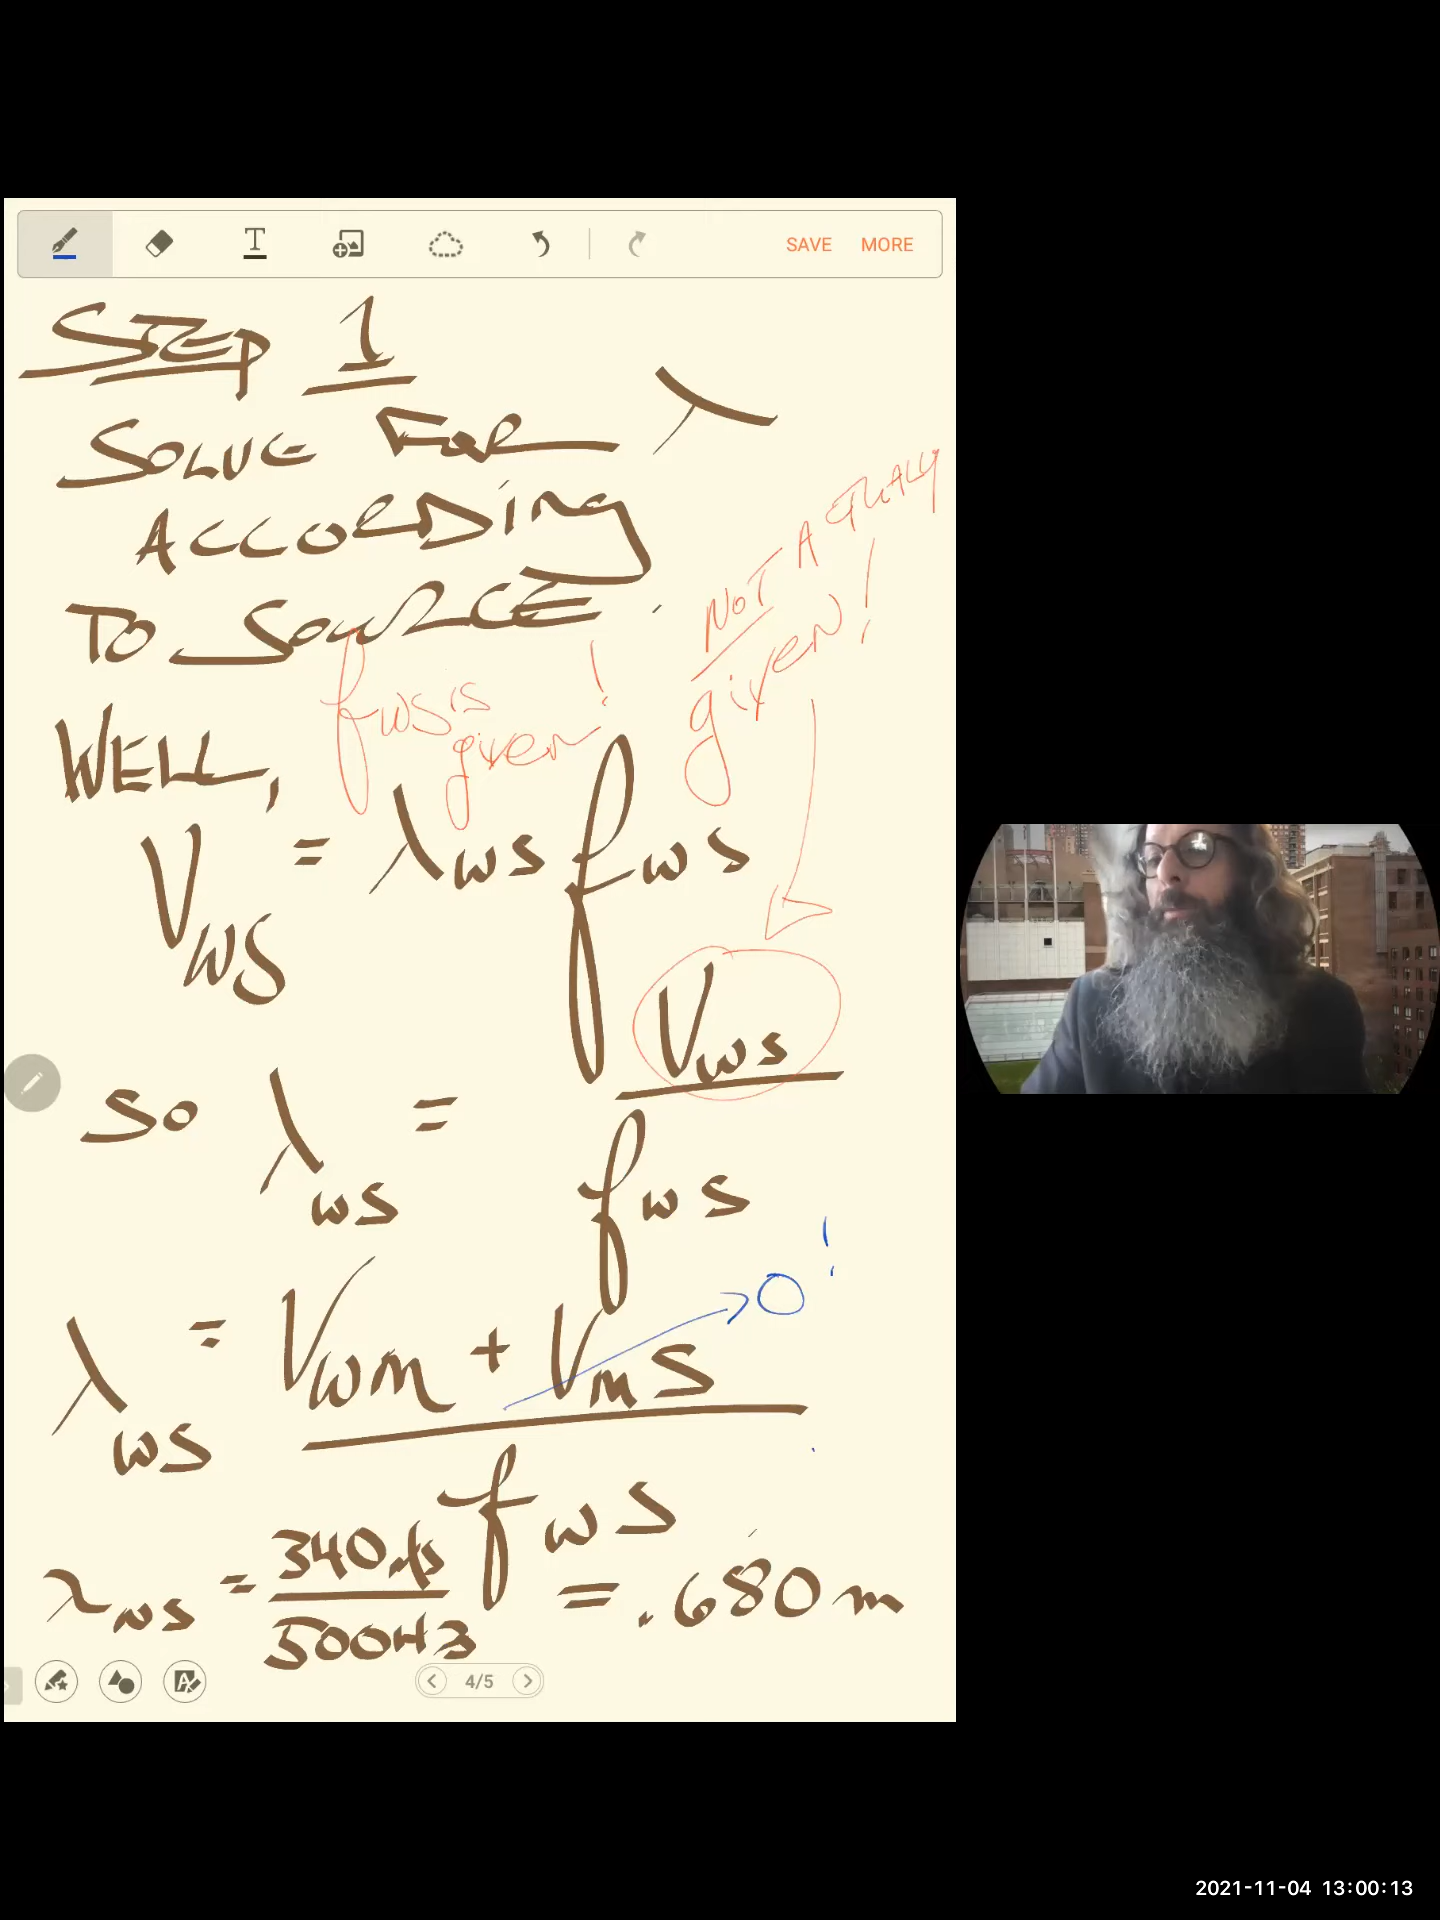 T
SAVE MORE
STEP 1
SOLVE FOR λ
ACCORDING
TO SOURCE.
NOT ACTUALLY
given!
fws is
given!
WELL,
Vws = λws fws
so λws = Vws
fws
λws = Vwm + Vms → 0!
fws
λws = 340 m/s = .680 m
500Hz
A
4/5
2021-11-04 13:00:13